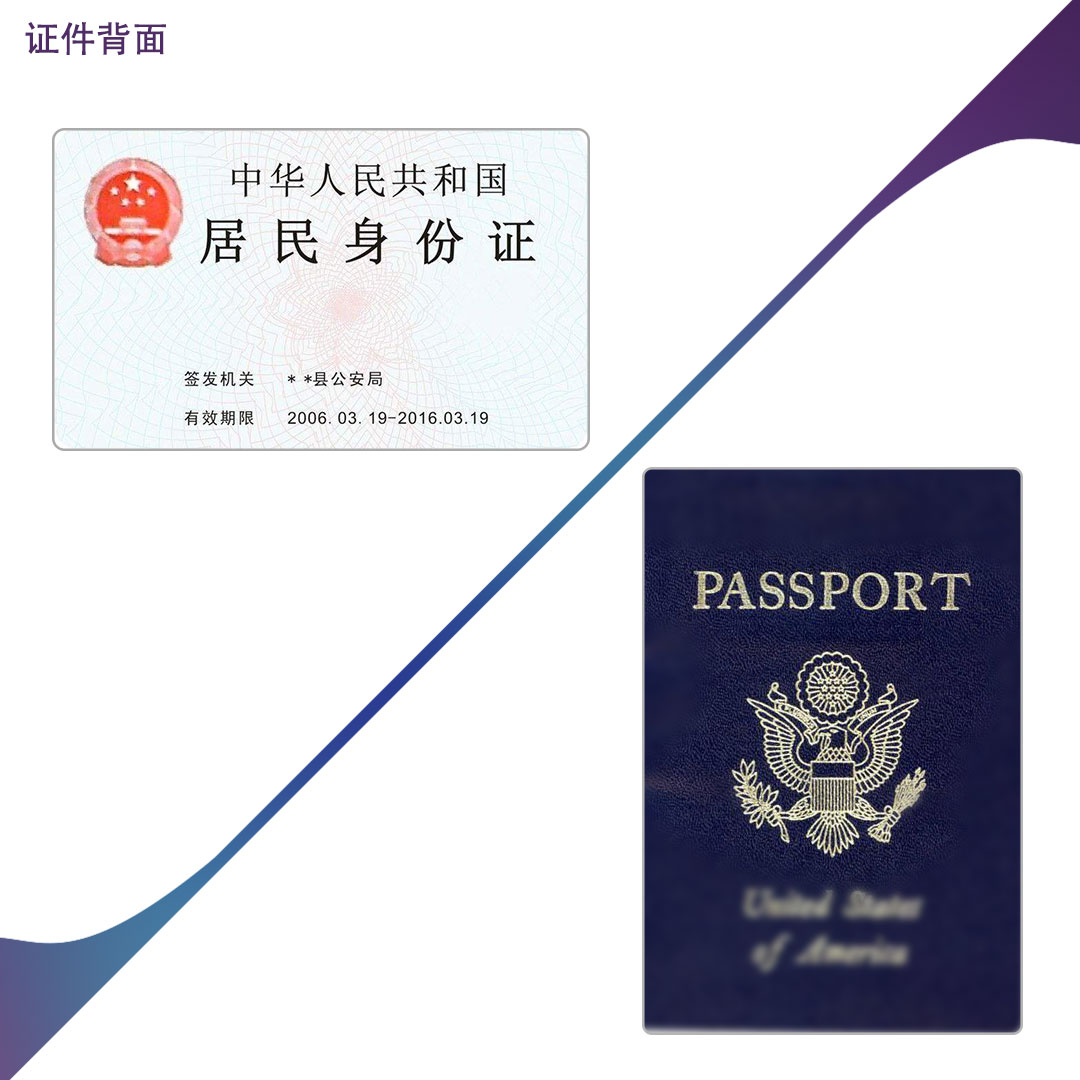 证件背面
中华人民共和国
居民身份证
签发机关 * *县公安局
有效期限 2006. 03. 19-2016.03.19
PASSPORT
United States
of America